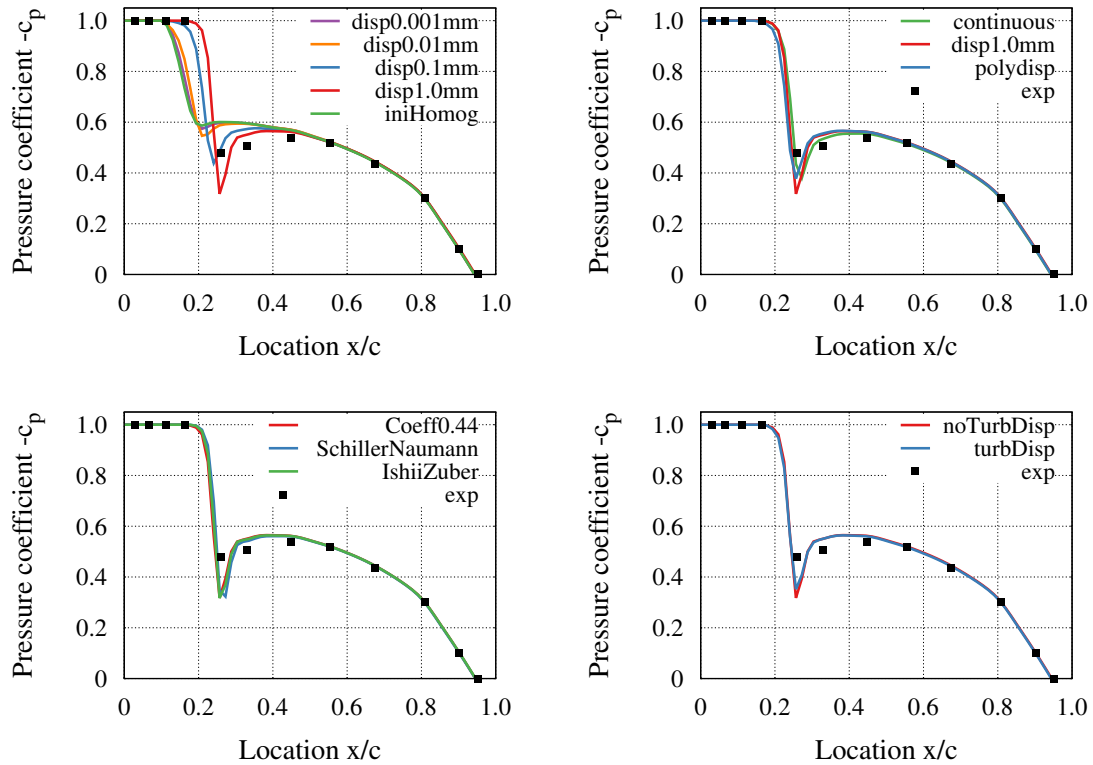 Pressure coefficient -cp
1.0
0.8
0.6
0.4
0.2
0
disp0.001mm
disp0.01mm
disp0.1mm
disp1.0mm
iniHomog
0 0.2 0.4 0.6 0.8 1.0
Location x/c
Pressure coefficient -cp
1.0
0.8
0.6
0.4
0.2
0
continuous
disp1.0mm
polydisp
exp
0 0.2 0.4 0.6 0.8 1.0
Location x/c
Pressure coefficient -cp
1.0
0.8
0.6
0.4
0.2
0
Coeff0.44
SchillerNaumann
IshiiZuber
exp
0 0.2 0.4 0.6 0.8 1.0
Location x/c
Pressure coefficient -cp
1.0
0.8
0.6
0.4
0.2
0
noTurbDisp
turbDisp
exp
0 0.2 0.4 0.6 0.8 1.0
Location x/c